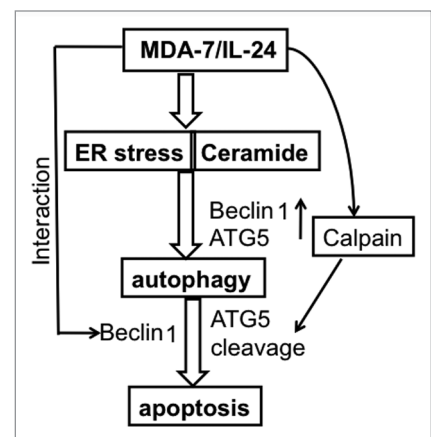 MDA-7/IL-24
ER stress Ceramide
Interaction
Beclin 1
ATG5
Calpain
autophagy
Beclin 1
ATG5
cleavage
apoptosis